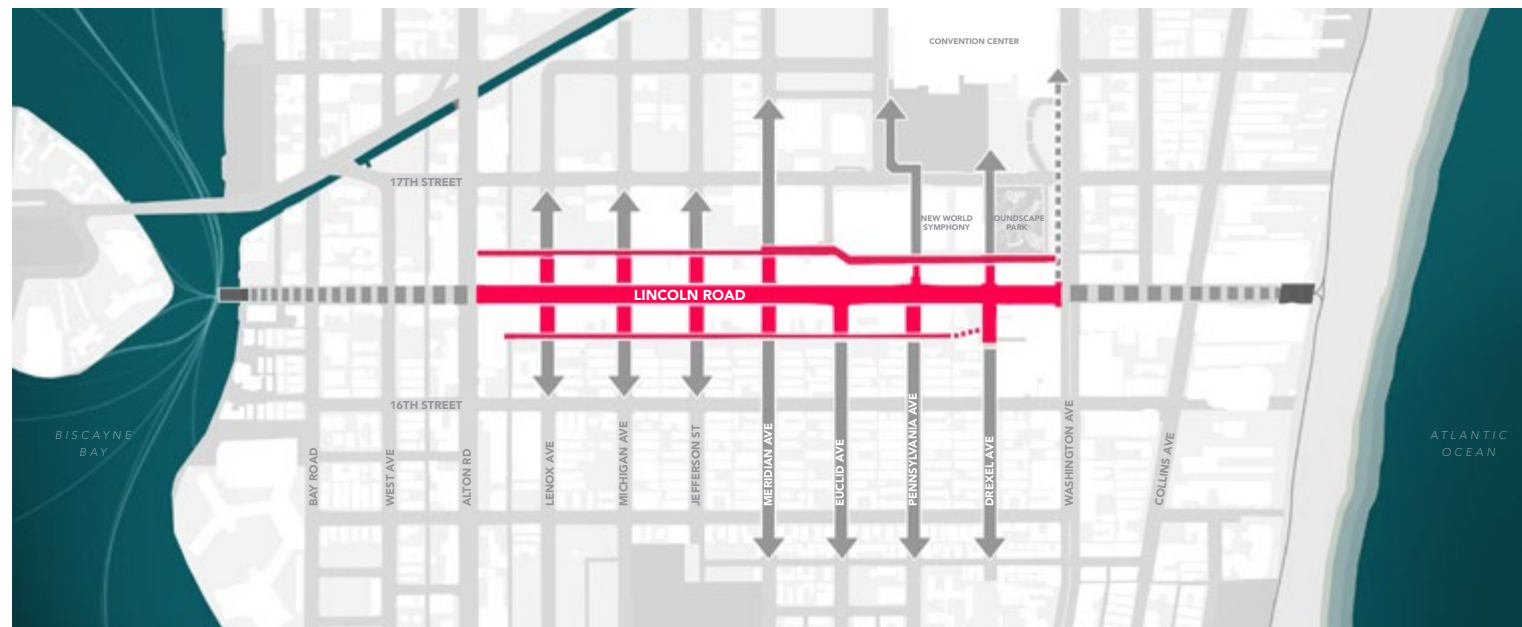 CONVENTION CENTER
17TH STREET
NEW WORLD
SYMPHONY
OUNDSCAPE
PARK
LINCOLN ROAD
16TH STREET
BISCAYNE
BAY
ATLANTIC
OCEAN
BAY ROAD
WEST AVE
ALTON RD
LENOX AVE
MICHIGAN AVE
JEFFERSON ST
MERIDIAN AVE
EUCLID AVE
PENNSYLVANIA AVE
DREXEL AVE
WASHINGTON AVE
COLLINS AVE